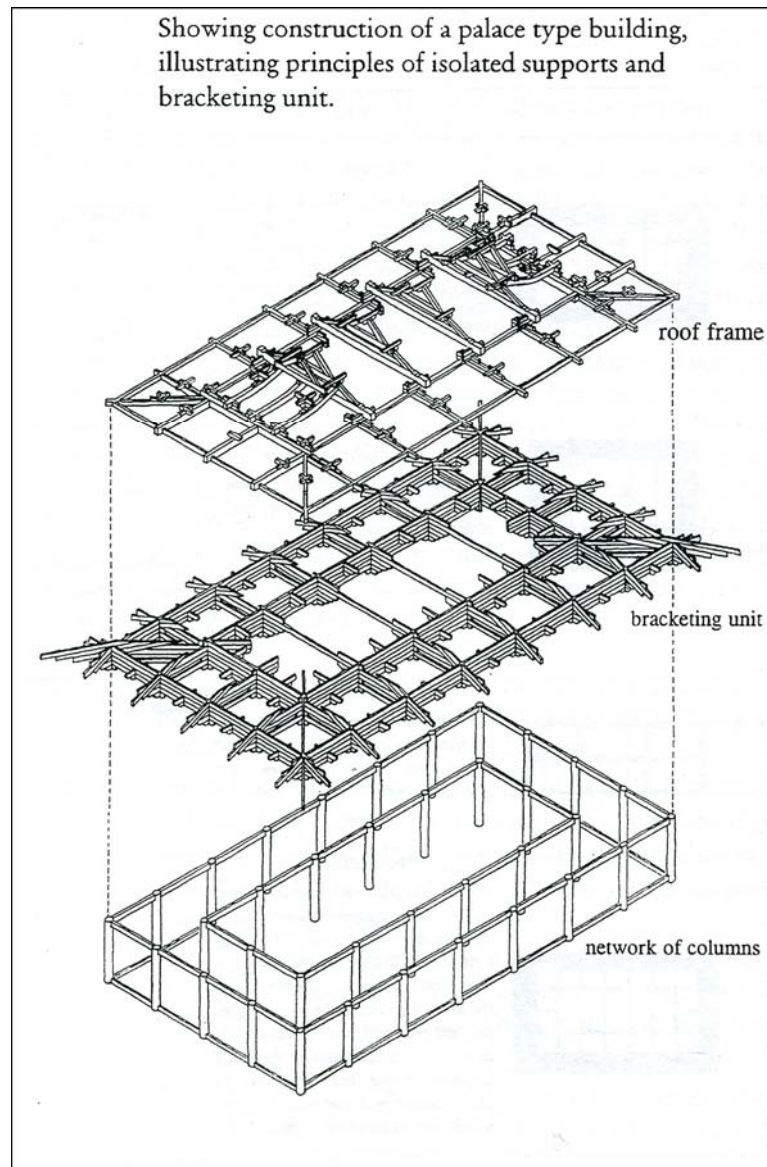 Showing construction of a palace type building,
illustrating principles of isolated supports and
bracketing unit.
roof frame
bracketing unit
network of columns